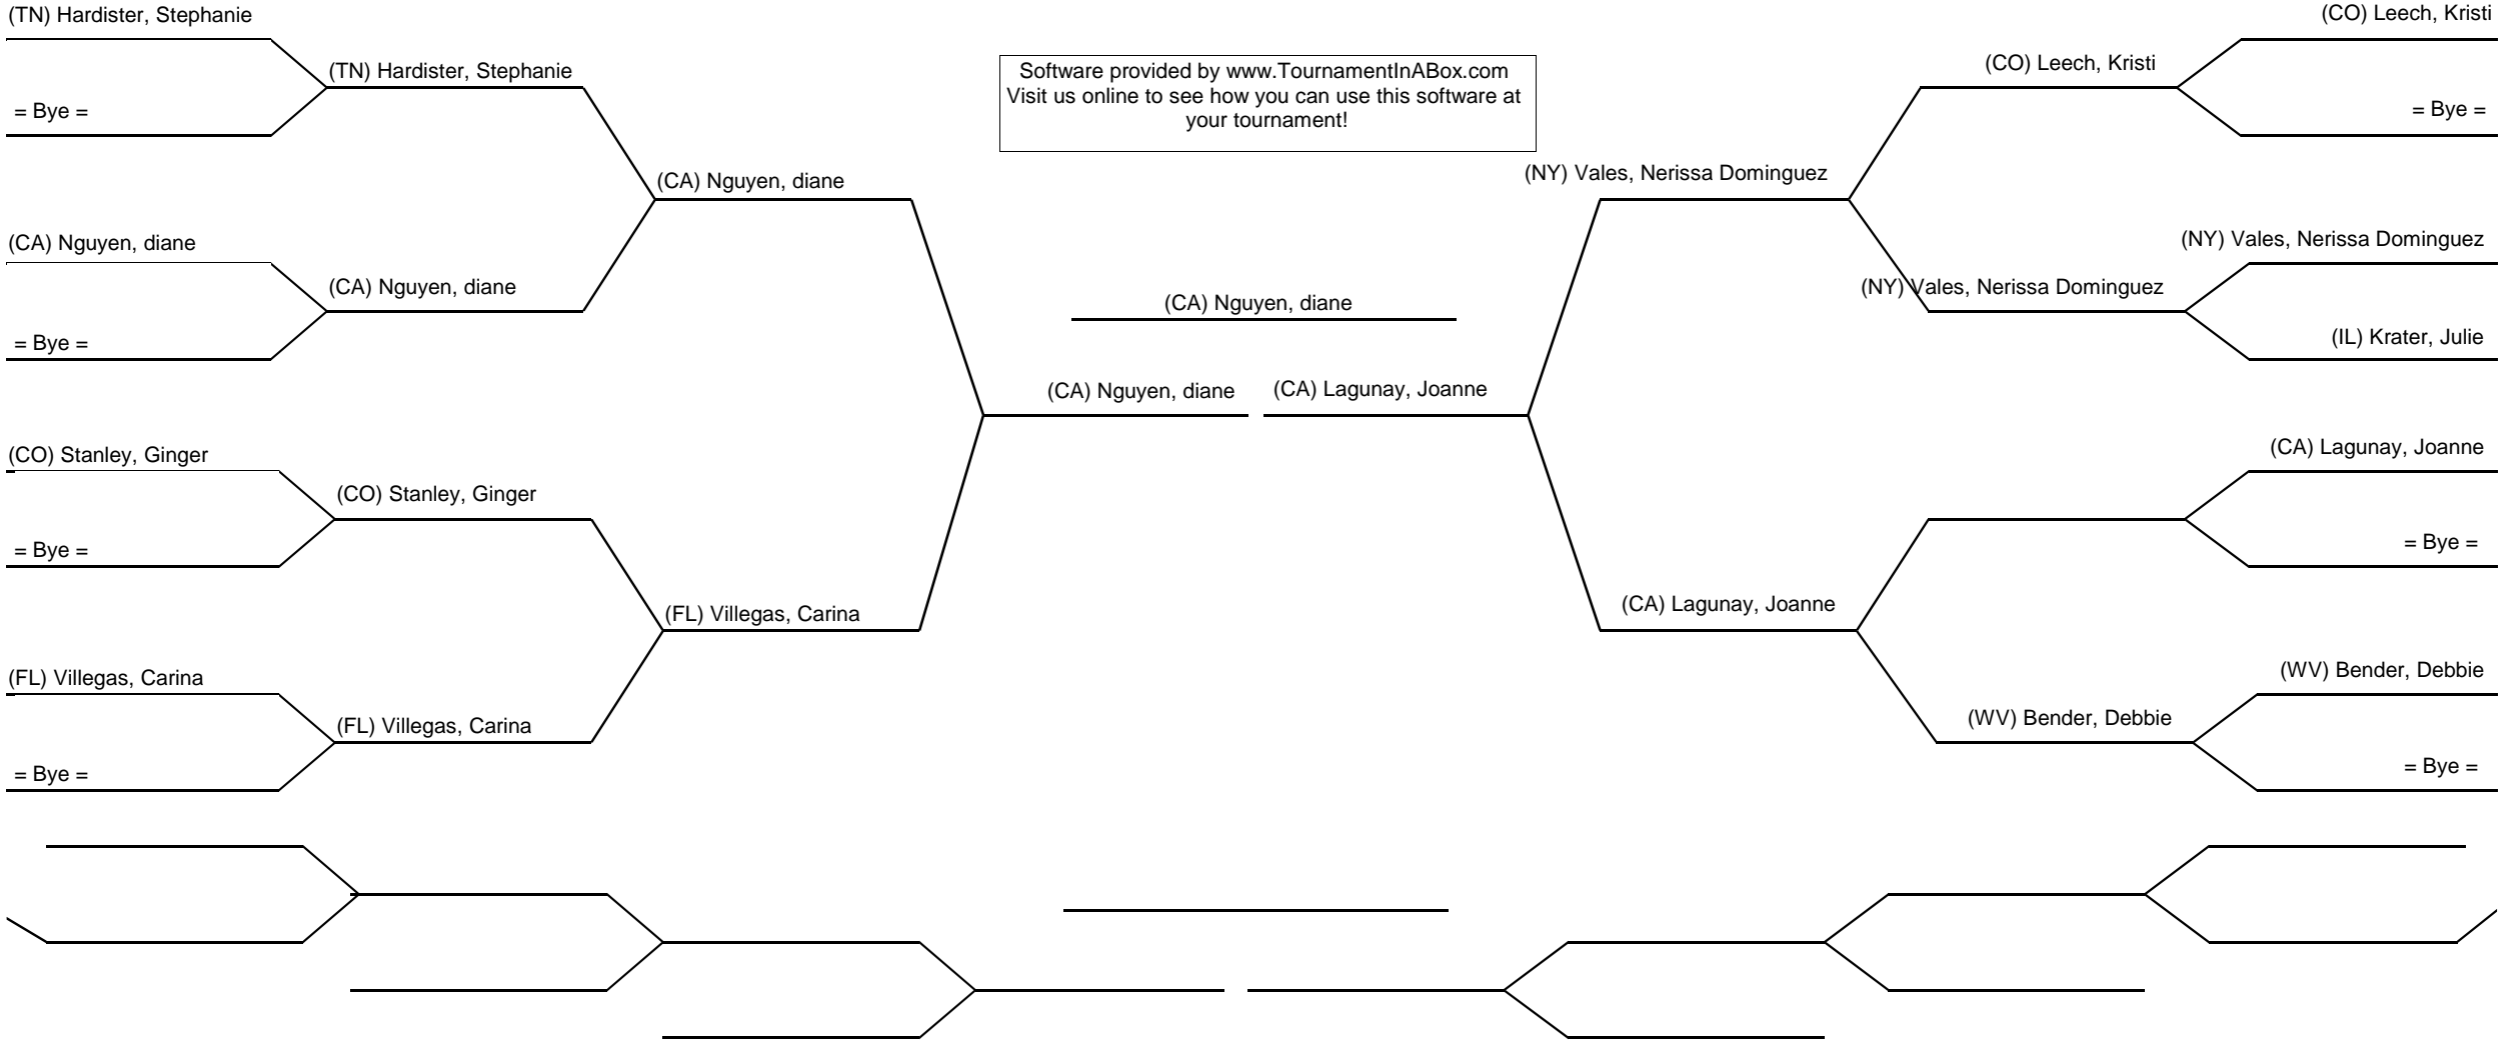 (TN) Hardister, Stephanie
(TN) Hardister, Stephanie
= Bye =
(CA) Nguyen, diane
(CA) Nguyen, diane
(CA) Nguyen, diane
= Bye =
(CO) Stanley, Ginger
(CO) Stanley, Ginger
= Bye =
(FL) Villegas, Carina
(FL) Villegas, Carina
(FL) Villegas, Carina
= Bye =
Software provided by www.TournamentInABox.com
Visit us online to see how you can use this software at
your tournament!
(CA) Nguyen, diane
(CA) Nguyen, diane
(CA) Lagunay, Joanne
(CO) Leech, Kristi
(CO) Leech, Kristi
= Bye =
(NY) Vales, Nerissa Dominguez
(NY) Vales, Nerissa Dominguez
(NY) Vales, Nerissa Dominguez
(IL) Krater, Julie
(CA) Lagunay, Joanne
= Bye =
(CA) Lagunay, Joanne
(WV) Bender, Debbie
(WV) Bender, Debbie
= Bye =